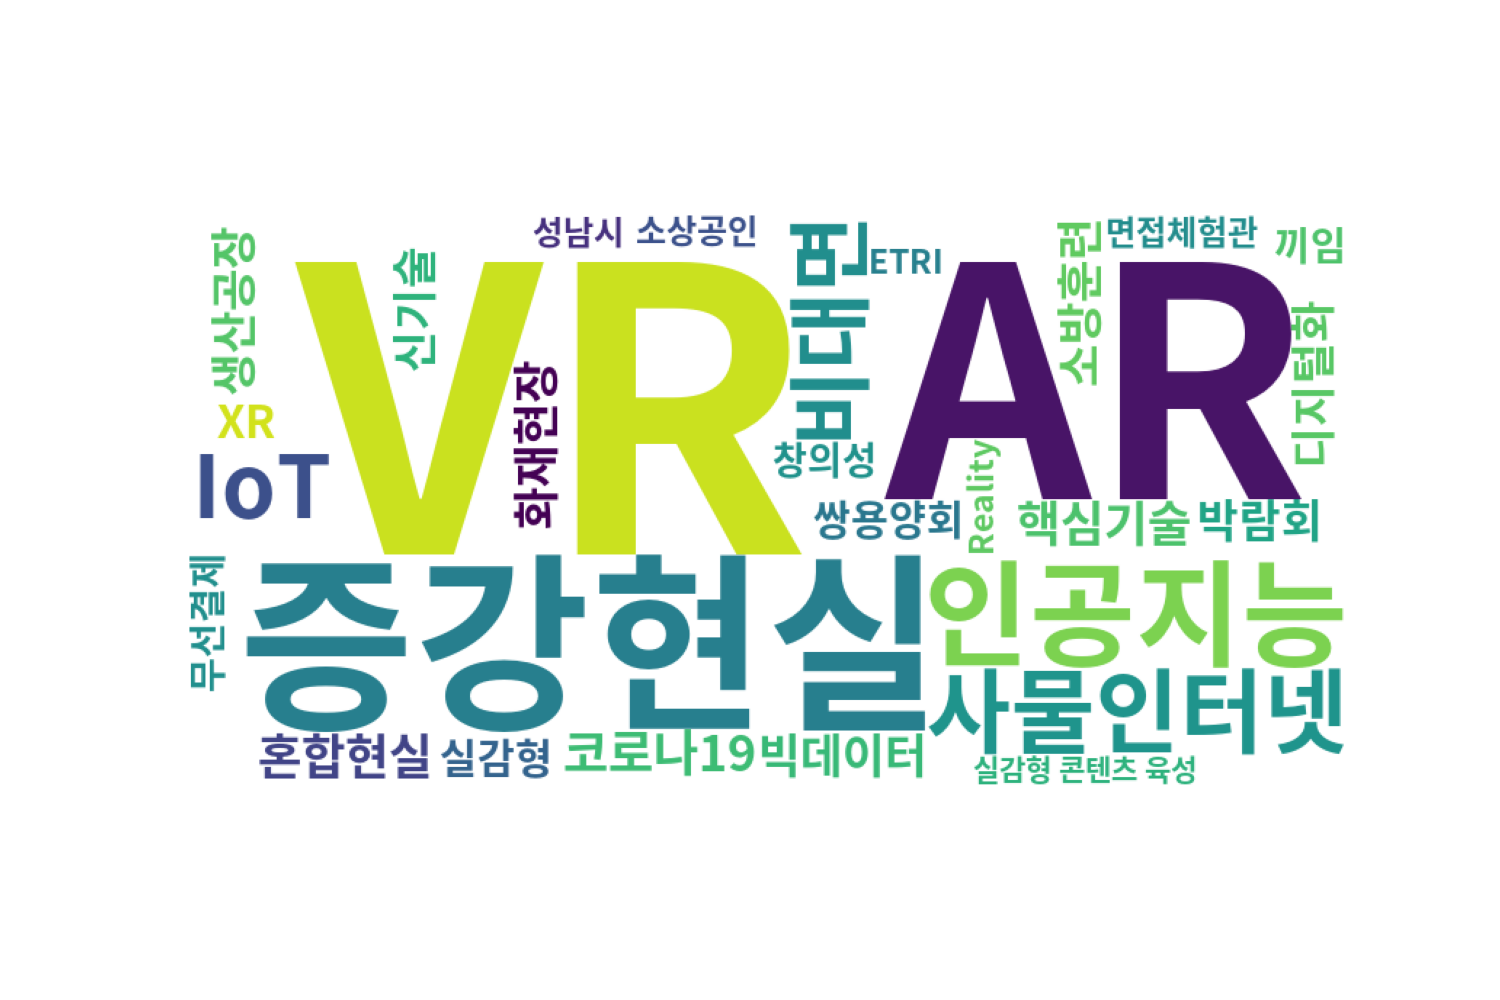 성남시
소상공인
비대면
ETRI
소방훈련
면접체험관
끼임
생산공장
신기술
VR
AR
디지털화
화재현장
XR
IoT
창의성
Reality
쌍용양회
핵심기술
박람회
무선결제
증강현실
인공지능
사물인터넷
혼합현실
실감형
코로나19
빅데이터
실감형 콘텐츠 육성